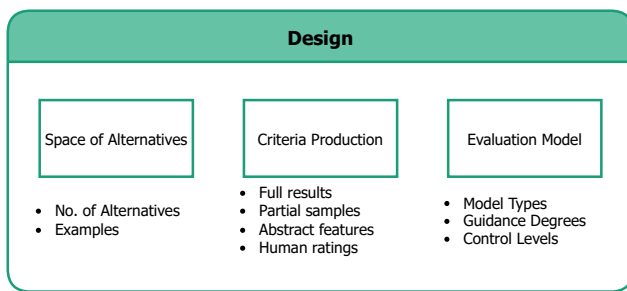 Design
Space of Alternatives
Criteria Production
Evaluation Model
• No. of Alternatives
• Examples
• Full results
• Partial samples
• Abstract features
• Human ratings
• Model Types
• Guidance Degrees
• Control Levels